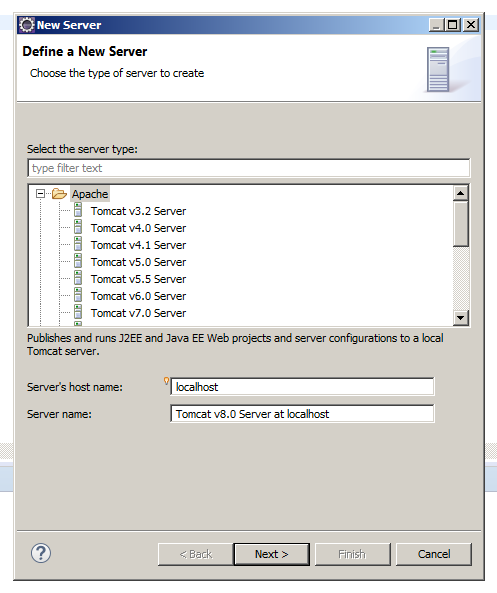 New Server
Define a New Server
Choose the type of server to create
Select the server type:
type filter text
Apache
Tomcat v3.2 Server
Tomcat v4.0 Server
Tomcat v4.1 Server
Tomcat v5.0 Server
Tomcat v5.5 Server
Tomcat v6.0 Server
Tomcat v7.0 Server
Publishes and runs J2EE and Java EE Web projects and server configurations to a local
Tomcat server.
Server's host name: localhost
Server name: Tomcat v8.0 Server at localhost
? < Back Next > Finish Cancel